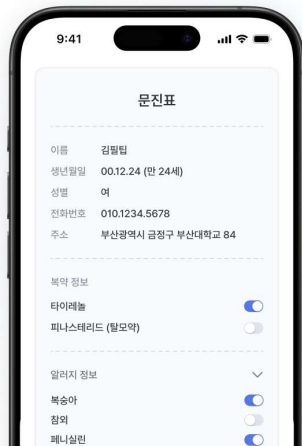 9:41
문진표
이름 김필팁
생년월일 00.12.24 (만 24세)
성별 여
전화번호 010.1234.5678
주소 부산광역시 금정구 부산대학교 84
복약 정보
타이레놀
피나스테리드 (탈모약)
알러지 정보
복숭아
참외
페니실린